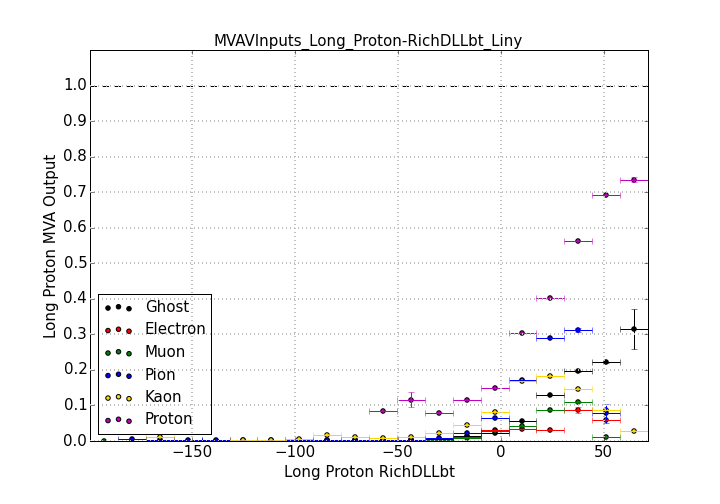 MVAVInputs_Long_Proton-RichDLLbt_Liny
Long Proton MVA Output
1.0
0.9
0.8
0.7
0.6
0.5
0.4
0.3
0.2
0.1
0.0
Ghost
Electron
Muon
Pion
Kaon
Proton
−150
−100
−50
0
50
Long Proton RichDLLbt